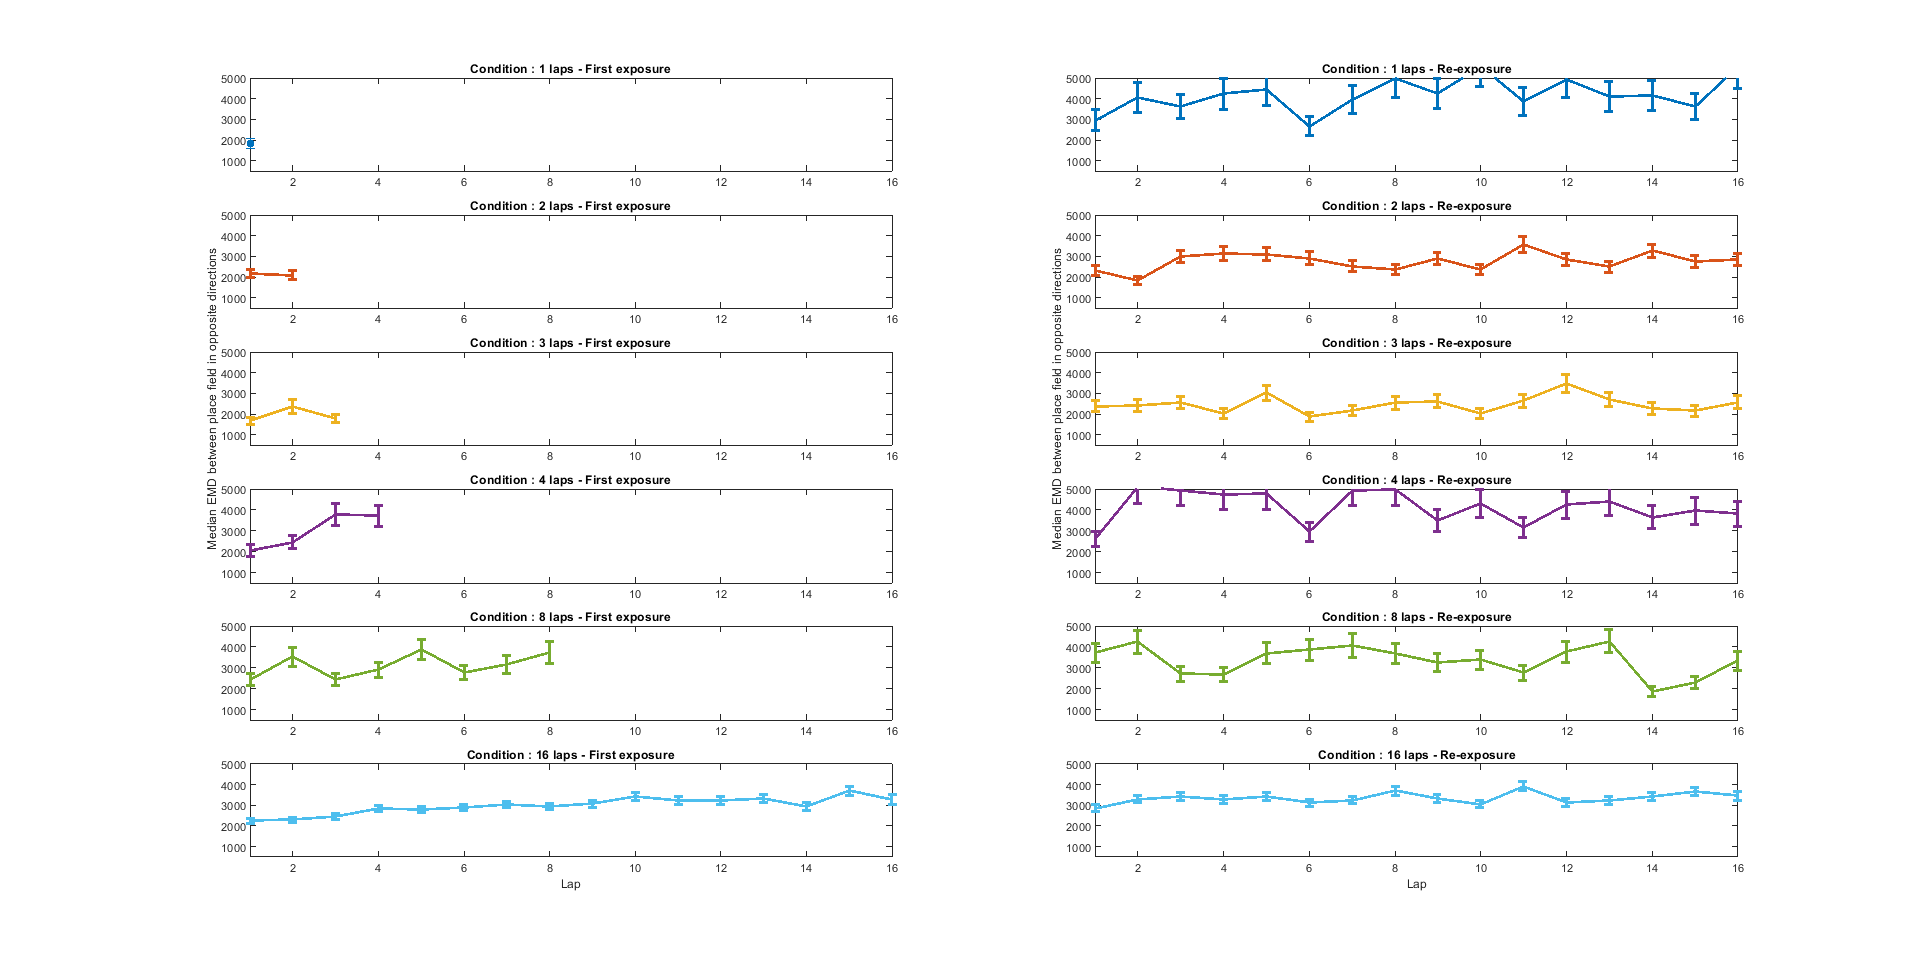 Condition : 1 laps - First exposure
5000
4000
3000
2000
1000
2 4 6 8 10 12 14 16
Condition : 2 laps - First exposure
5000
4000
3000
2000
1000
2 4 6 8 10 12 14 16
Condition : 3 laps - First exposure
5000
4000
3000
2000
1000
2 4 6 8 10 12 14 16
Condition : 4 laps - First exposure
5000
4000
3000
2000
1000
2 4 6 8 10 12 14 16
Condition : 8 laps - First exposure
5000
4000
3000
2000
1000
2 4 6 8 10 12 14 16
Condition : 16 laps - First exposure
5000
4000
3000
2000
1000
2 4 6 8 10 12 14 16
Lap
Median EMD between place field in opposite directions
Condition : 1 laps - Re-exposure
5000
4000
3000
2000
1000
2 4 6 8 10 12 14 16
Condition : 2 laps - Re-exposure
5000
4000
3000
2000
1000
2 4 6 8 10 12 14 16
Condition : 3 laps - Re-exposure
5000
4000
3000
2000
1000
2 4 6 8 10 12 14 16
Condition : 4 laps - Re-exposure
5000
4000
3000
2000
1000
2 4 6 8 10 12 14 16
Condition : 8 laps - Re-exposure
5000
4000
3000
2000
1000
2 4 6 8 10 12 14 16
Condition : 16 laps - Re-exposure
5000
4000
3000
2000
1000
2 4 6 8 10 12 14 16
Lap
Median EMD between place field in opposite directions